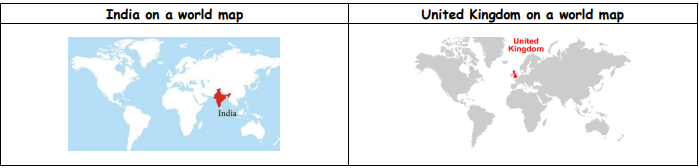 India on a world map
United Kingdom on a world map
India
United
Kingdom